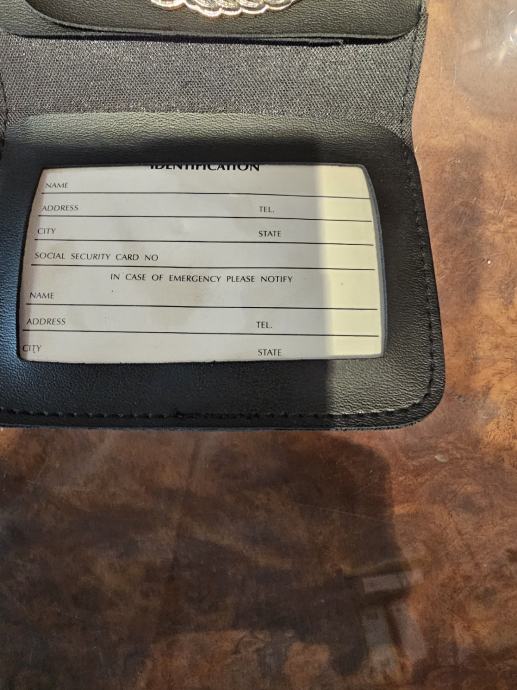 IDENTIFICATION
NAME
ADDRESS TEL.
CITY STATE
SOCIAL SECURITY CARD NO
IN CASE OF EMERGENCY PLEASE NOTIFY
NAME
ADDRESS TEL.
CITY STATE